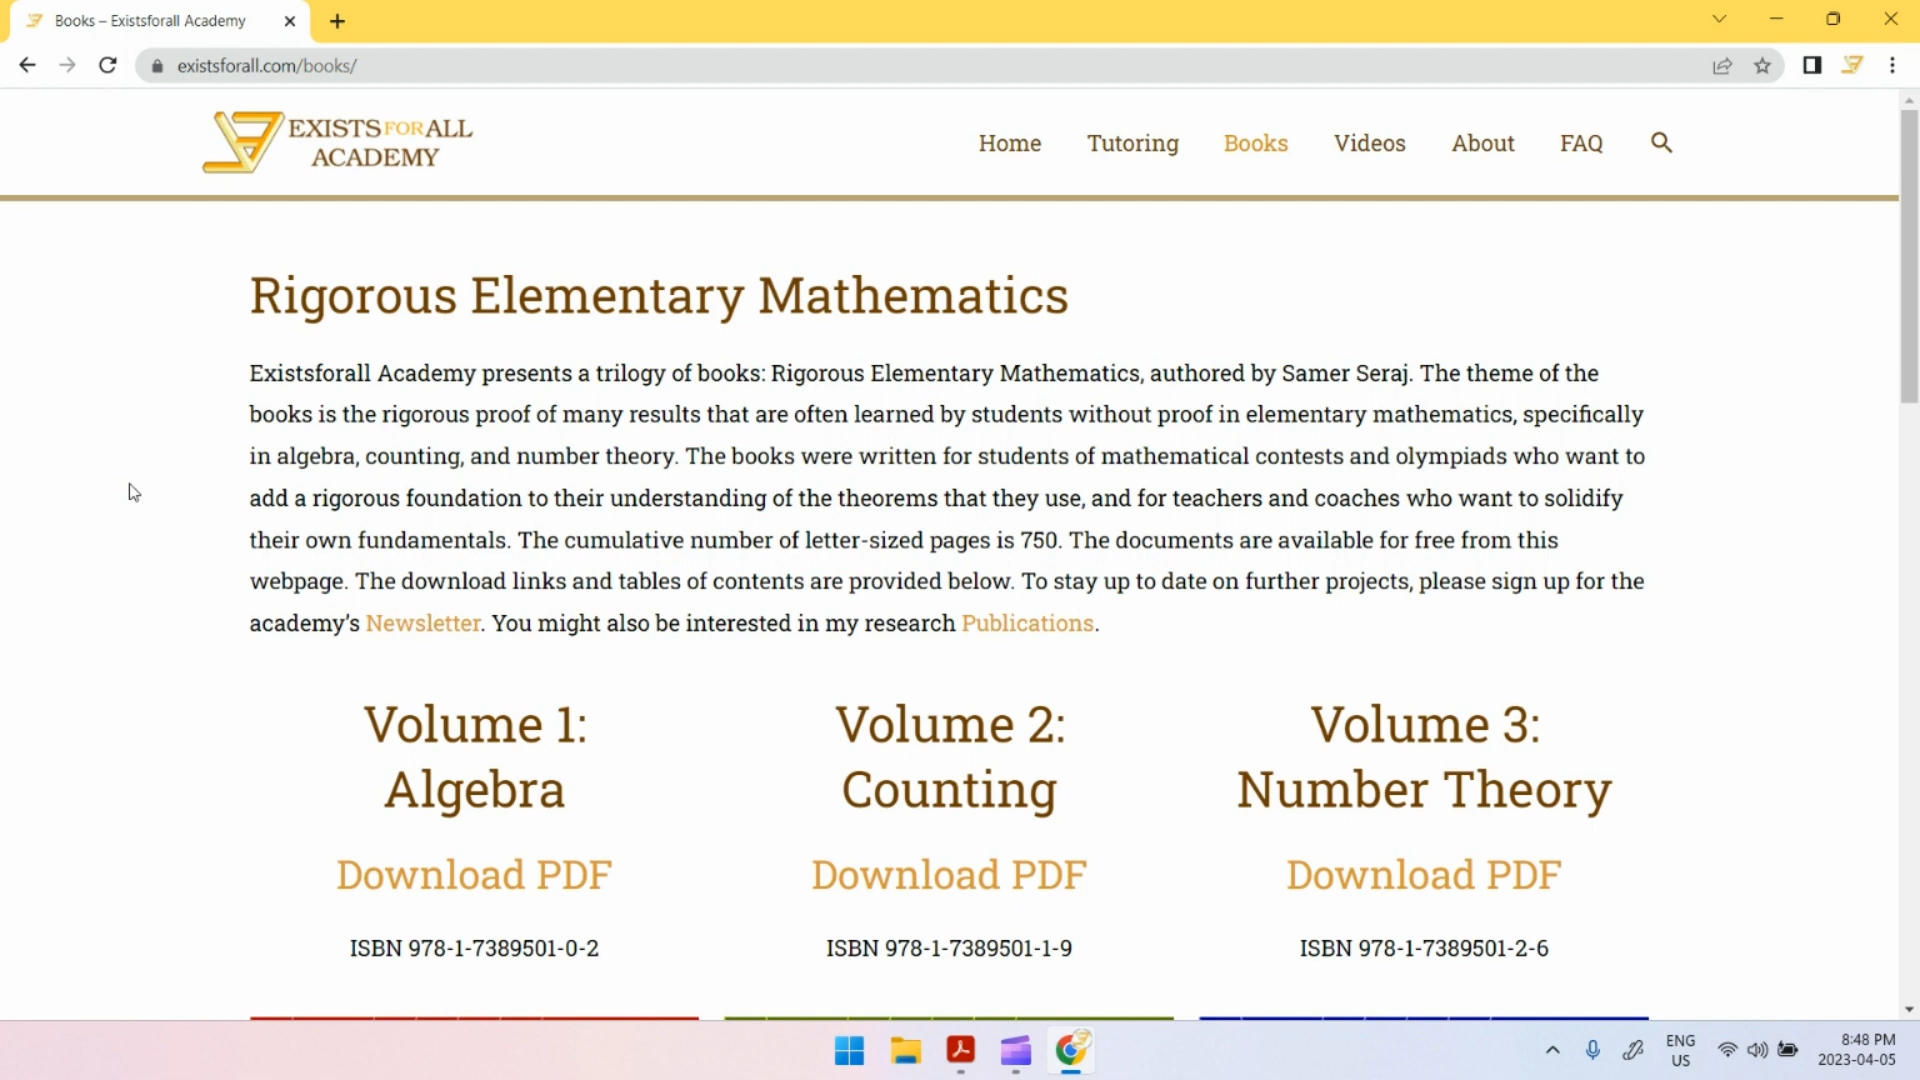 Books – Existsforall Academy
existsforall.com/books/
EXISTS FOR ALL
ACADEMY
Home Tutoring Books Videos About FAQ
Rigorous Elementary Mathematics
Existsforall Academy presents a trilogy of books: Rigorous Elementary Mathematics, authored by Samer Seraj. The theme of the
books is the rigorous proof of many results that are often learned by students without proof in elementary mathematics, specifically
in algebra, counting, and number theory. The books were written for students of mathematical contests and olympiads who want to
add a rigorous foundation to their understanding of the theorems that they use, and for teachers and coaches who want to solidify
their own fundamentals. The cumulative number of letter-sized pages is 750. The documents are available for free from this
webpage. The download links and tables of contents are provided below. To stay up to date on further projects, please sign up for the
academy's Newsletter. You might also be interested in my research Publications.
Volume 1:
Algebra
Download PDF
ISBN 978-1-7389501-0-2
Volume 2:
Counting
Download PDF
ISBN 978-1-7389501-1-9
Volume 3:
Number Theory
Download PDF
ISBN 978-1-7389501-2-6
ENG
US
8:48 PM
2023-04-05